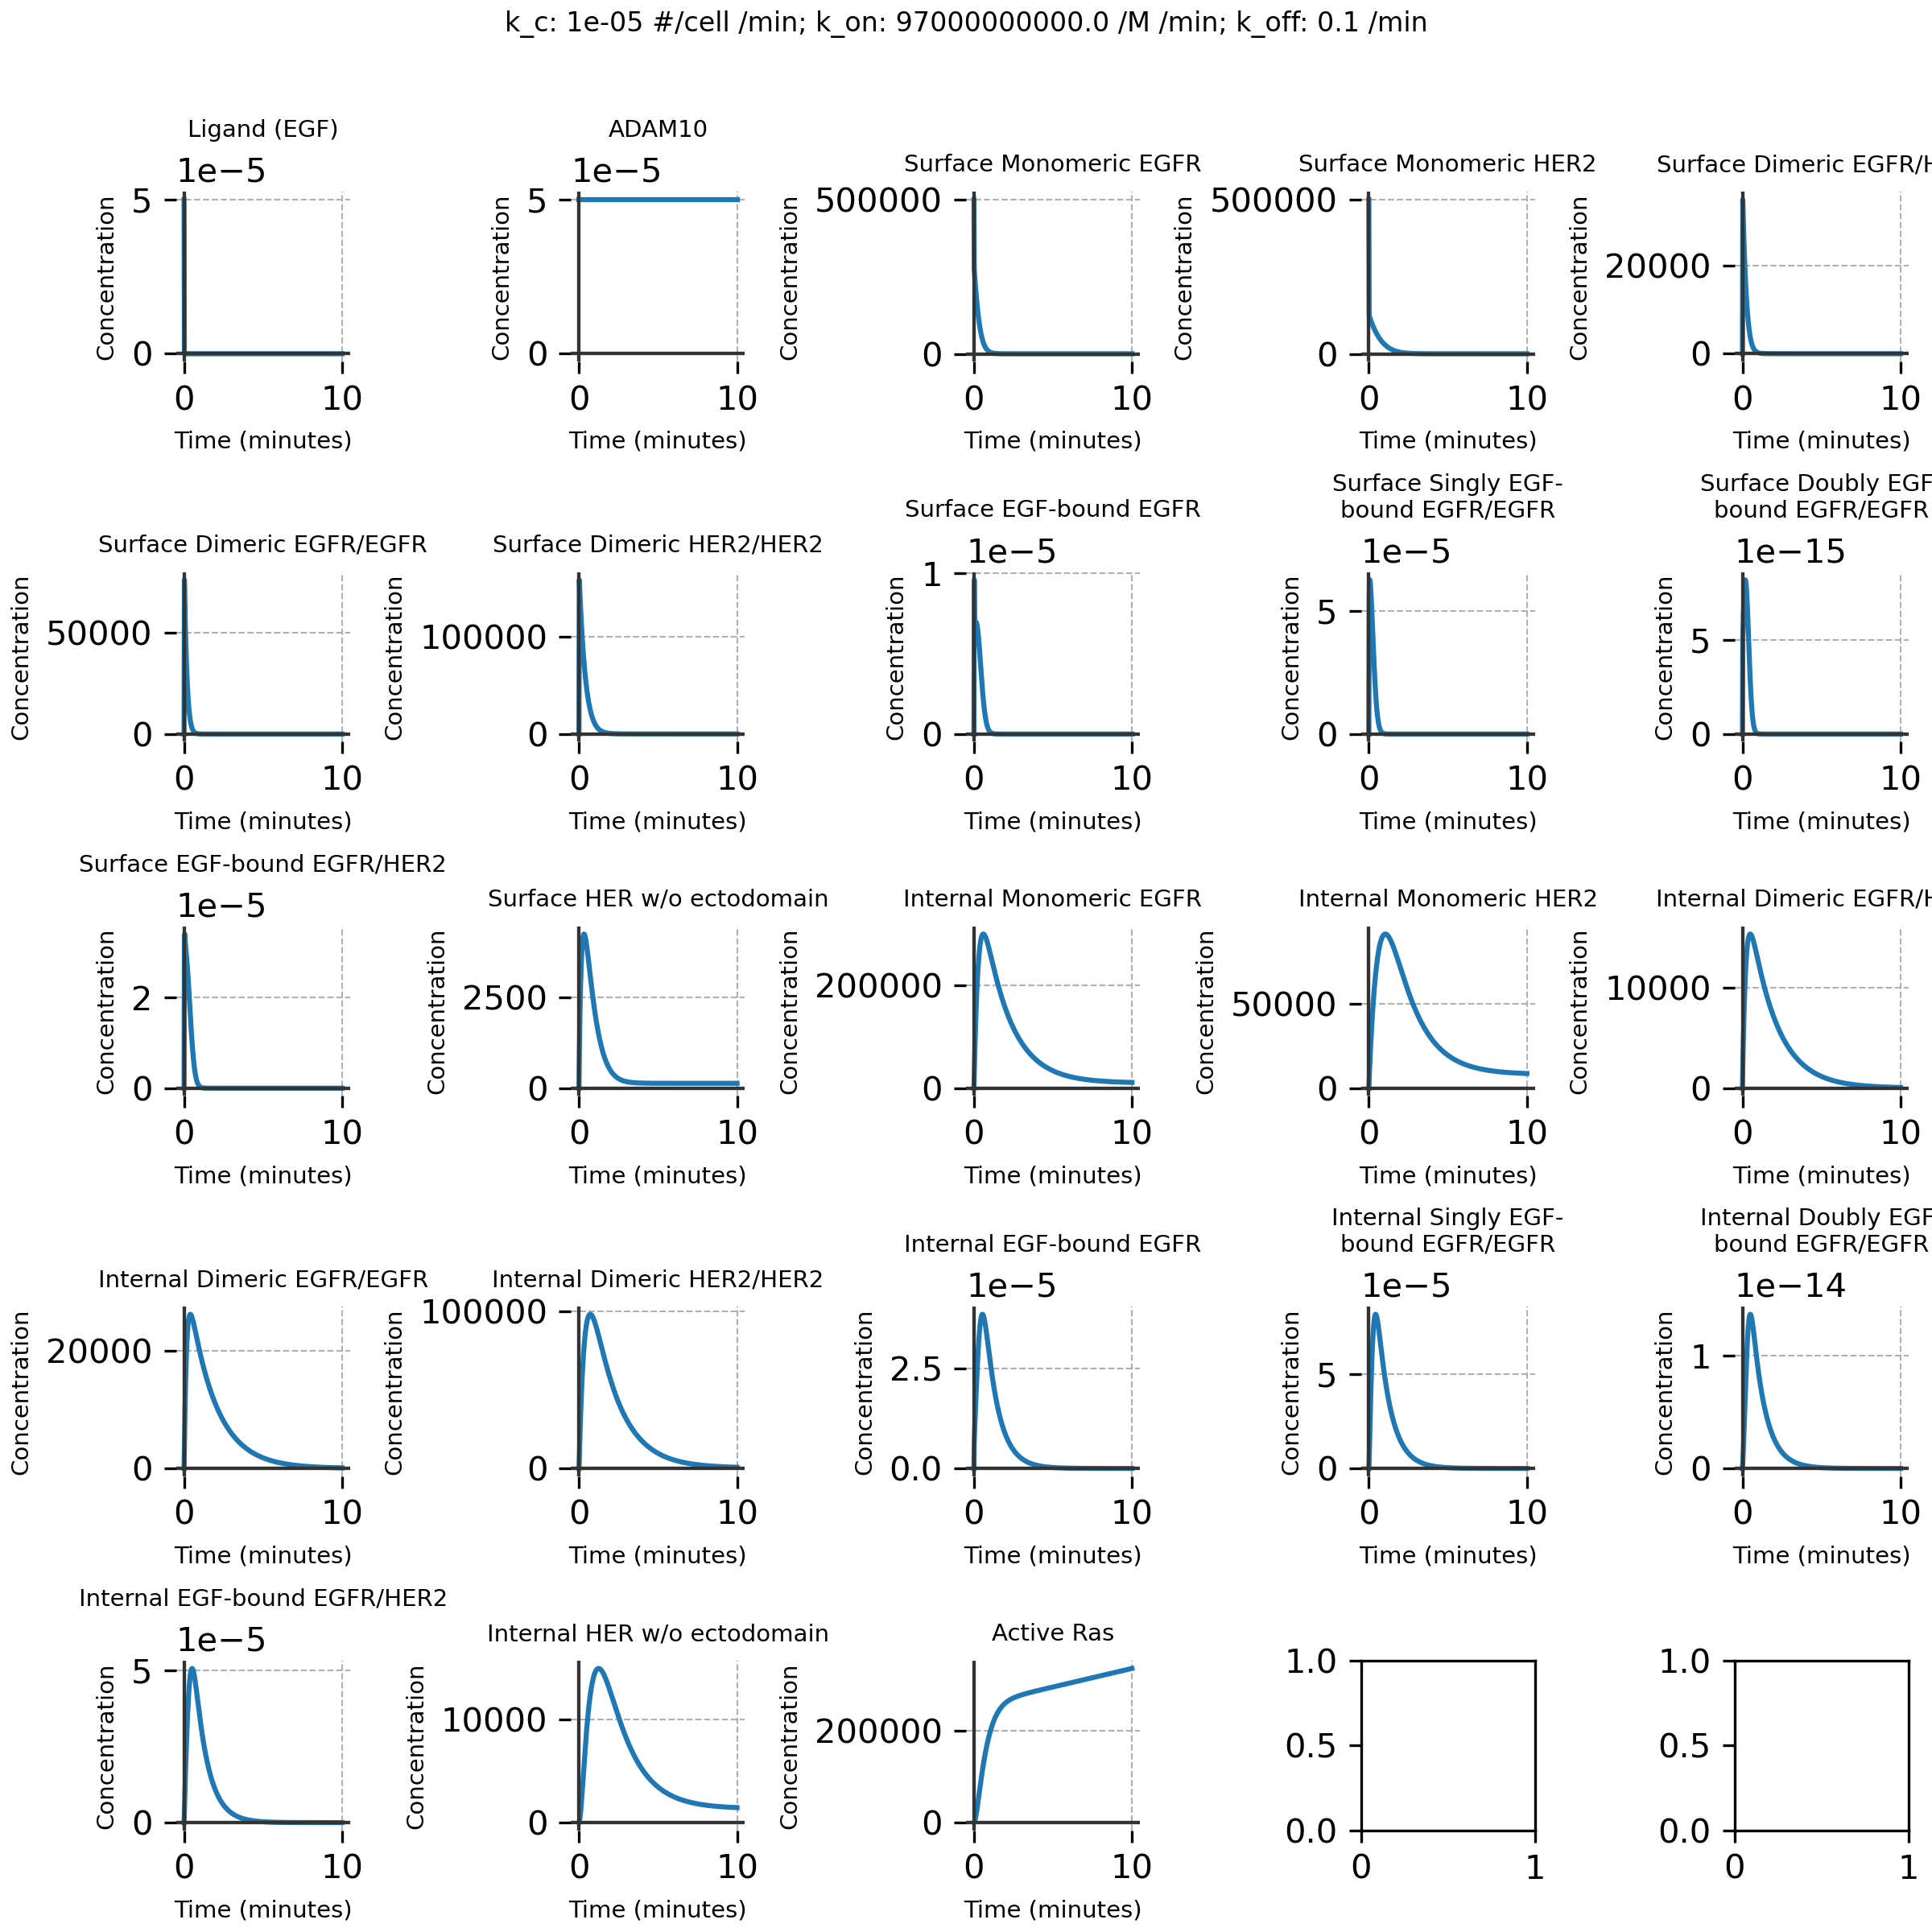 k_c: 1e-05 #/cell /min; k_on: 97000000000.0 /M /min; k_off: 0.1 /min
Ligand (EGF)
1e−5
5
0
Concentration
0 10
Time (minutes)
ADAM10
1e−5
5
0
Concentration
0 10
Time (minutes)
Surface Monomeric EGFR
500000
0
Concentration
0 10
Time (minutes)
Surface Monomeric HER2
500000
0
Concentration
0 10
Time (minutes)
Surface Dimeric EGFR/H
20000
0
Concentration
0 10
Time (minutes)
Surface Dimeric EGFR/EGFR
50000
0
Concentration
0 10
Time (minutes)
Surface Dimeric HER2/HER2
100000
0
Concentration
0 10
Time (minutes)
Surface EGF-bound EGFR
1e−5
1
0
Concentration
0 10
Time (minutes)
Surface Singly EGF-
bound EGFR/EGFR
1e−5
5
0
Concentration
0 10
Time (minutes)
Surface Doubly EGF
bound EGFR/EGFR
1e−15
5
0
Concentration
0 10
Time (minutes)
Surface EGF-bound EGFR/HER2
1e−5
2
0
Concentration
0 10
Time (minutes)
Surface HER w/o ectodomain
2500
0
Concentration
0 10
Time (minutes)
Internal Monomeric EGFR
200000
0
Concentration
0 10
Time (minutes)
Internal Monomeric HER2
50000
0
Concentration
0 10
Time (minutes)
Internal Dimeric EGFR/H
10000
0
Concentration
0 10
Time (minutes)
Internal Dimeric EGFR/EGFR
20000
0
Concentration
0 10
Time (minutes)
Internal Dimeric HER2/HER2
100000
0
Concentration
0 10
Time (minutes)
Internal EGF-bound EGFR
1e−5
2.5
0.0
Concentration
0 10
Time (minutes)
Internal Singly EGF-
bound EGFR/EGFR
1e−5
5
0
Concentration
0 10
Time (minutes)
Internal Doubly EGF
bound EGFR/EGFR
1e−14
1
0
Concentration
0 10
Time (minutes)
Internal EGF-bound EGFR/HER2
1e−5
5
0
Concentration
0 10
Time (minutes)
Internal HER w/o ectodomain
10000
0
Concentration
0 10
Time (minutes)
Active Ras
200000
0
Concentration
0 10
Time (minutes)
1.0
0.5
0.0
0 1
1.0
0.5
0.0
0 1